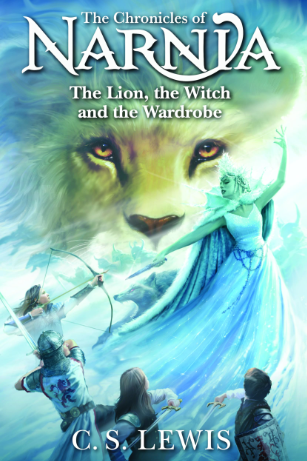 The Chronicles of
NARNIA
The Lion, the Witch
and the Wardrobe
C. S. LEWIS